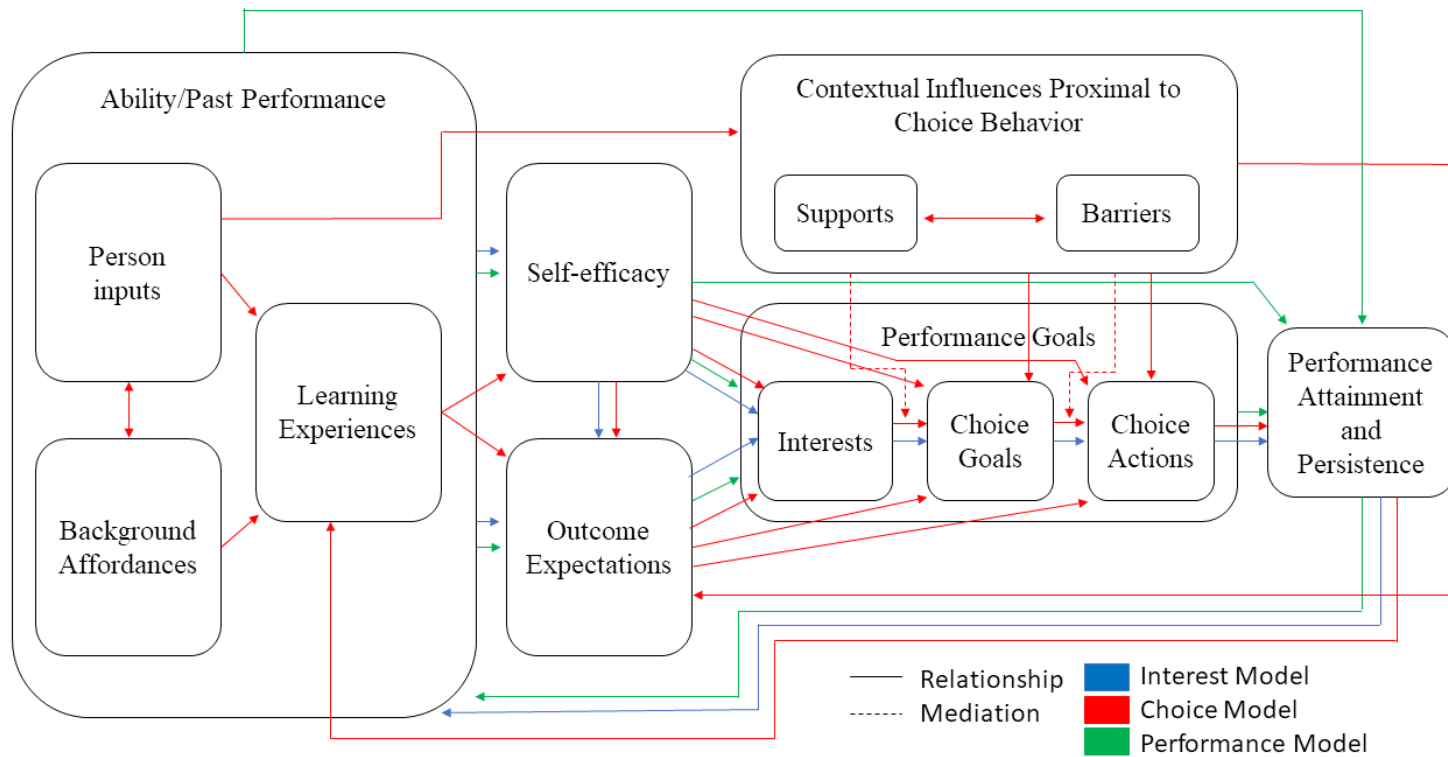 Ability/Past Performance
Person
inputs
Learning
Experiences
Background
Affordances
Self-efficacy
Outcome
Expectations
Contextual Influences Proximal to
Choice Behavior
Supports
Barriers
Performance Goals
Interests
Choice
Goals
Choice
Actions
Performance
Attainment
and
Persistence
Relationship
Mediation
Interest Model
Choice Model
Performance Model